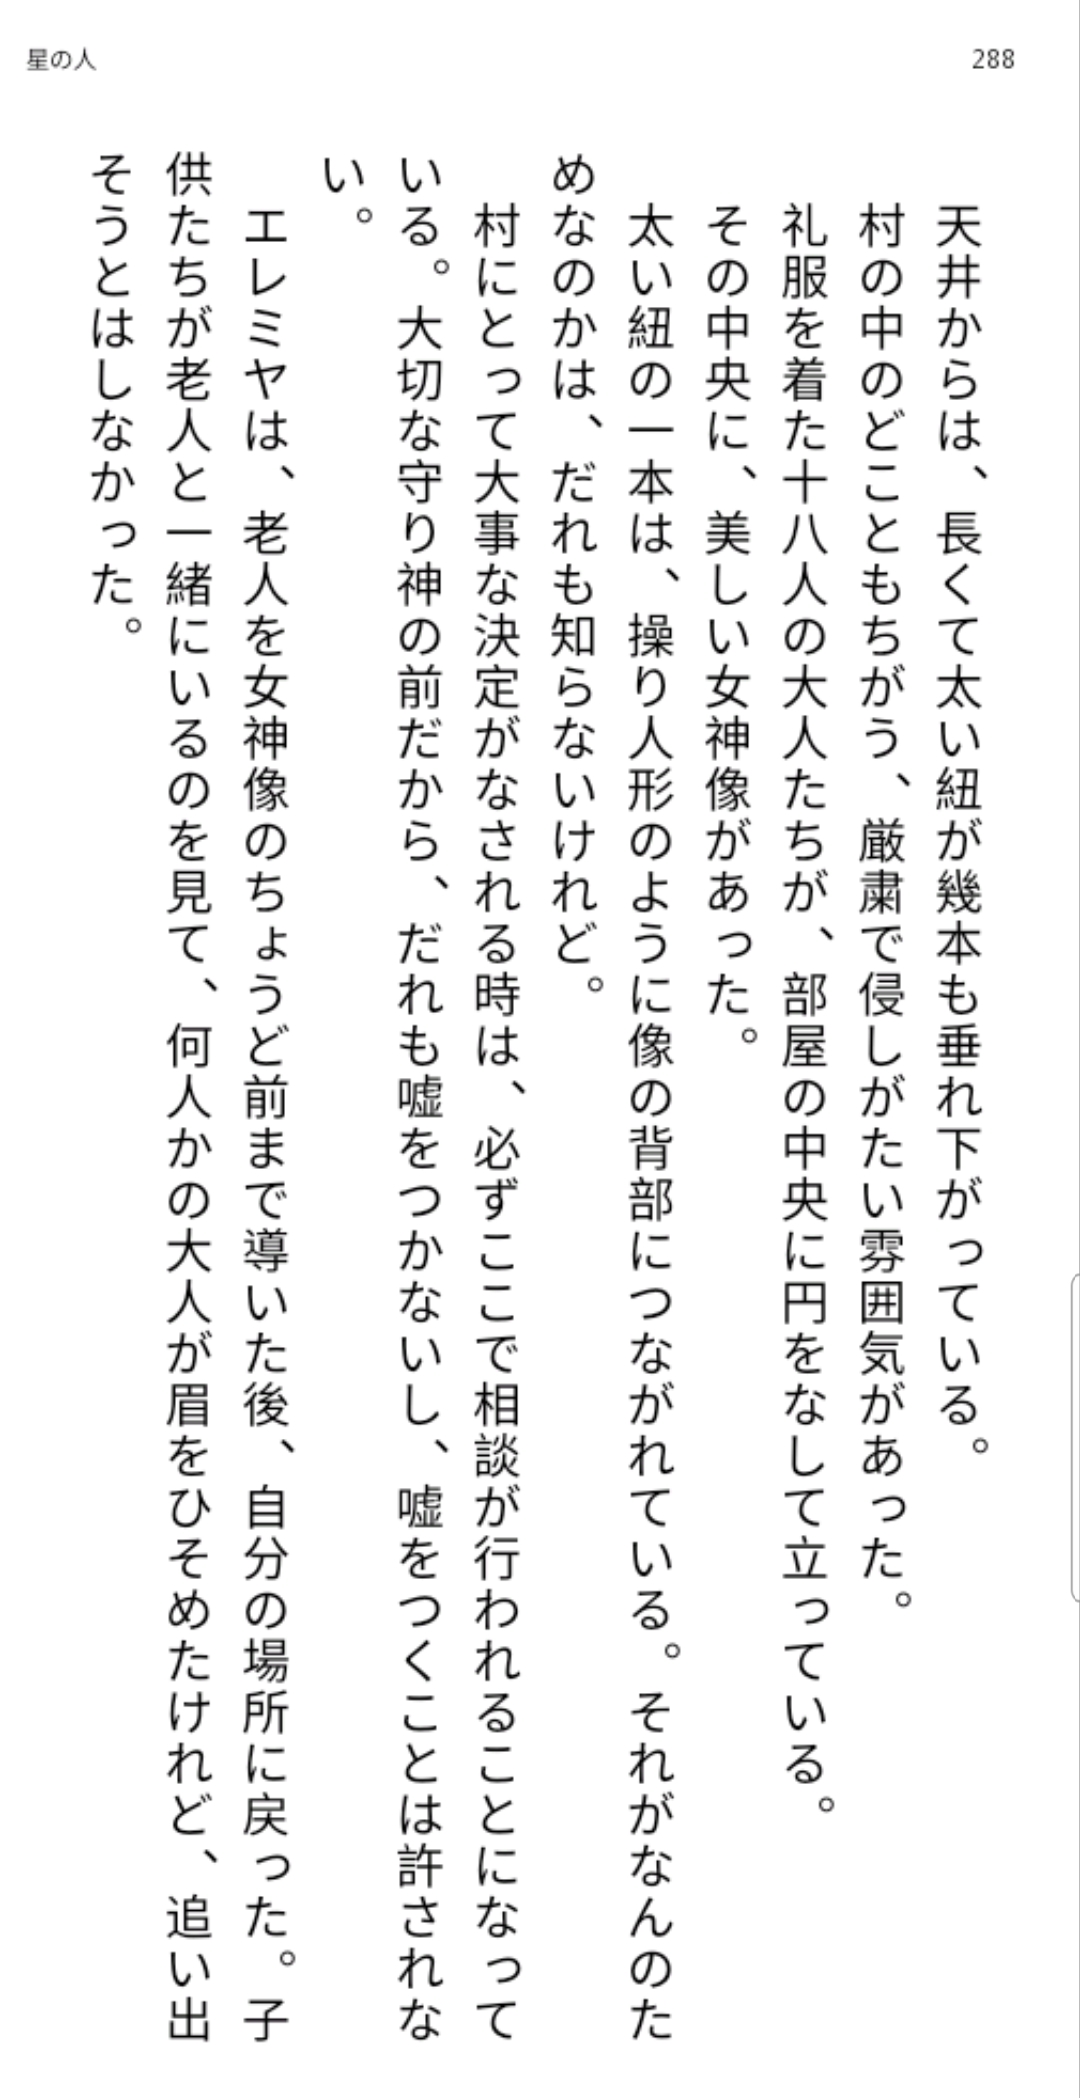 星の人
288
天井からは、長くて太い紐が幾本も垂れ下がっている。
村の中のどこともちがう、厳粛で侵しがたい雰囲気があった。
礼服を着た十八人の大人たちが、部屋の中央に円をなして立っている。
その中央に、美しい女神像があった。
太い紐の一本は、操り人形のように像の背部につながれている。それがなんのた
めなのかは、だれも知らないけれど。
村にとって大事な決定がなされる時は、必ずここで相談が行われることになって
いる。大切な守り神の前だから、だれも嘘をつかないし、嘘をつくことは許されな
い。
エレミヤは、老人を女神像のちょうど前まで導いた後、自分の場所に戻った。子
供たちが老人と一緒にいるのを見て、何人かの大人が眉をひそめたけれど、追い出
そうとはしなかった。